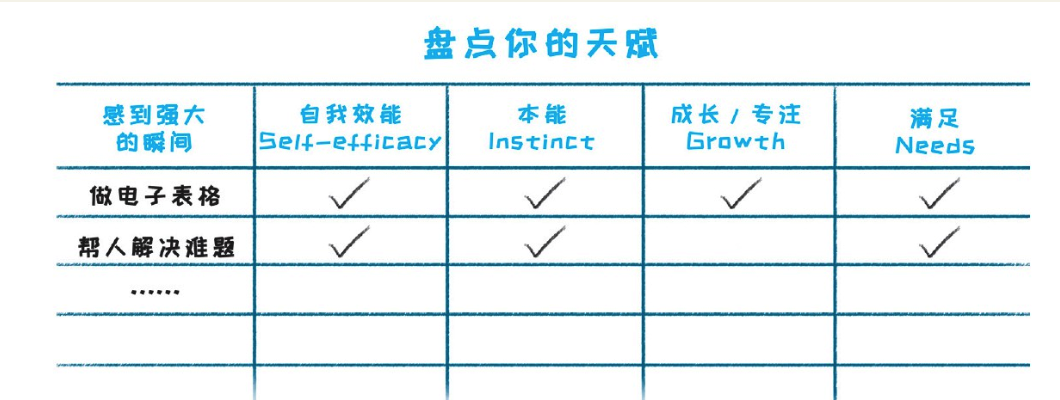 盘点你的天赋
感到强大
的瞬间
自我效能
Self-efficacy
本能
Instinct
成长 / 专注
Growth
满足
Needs
做电子表格
帮人解决难题
……